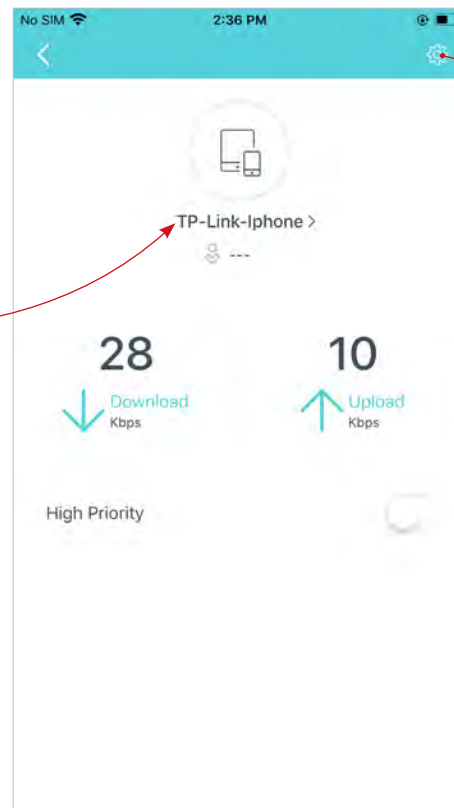 No SIM 2:36 PM
TP-Link-Iphone >
---
28 10
Download Upload
Kbps Kbps
High Priority